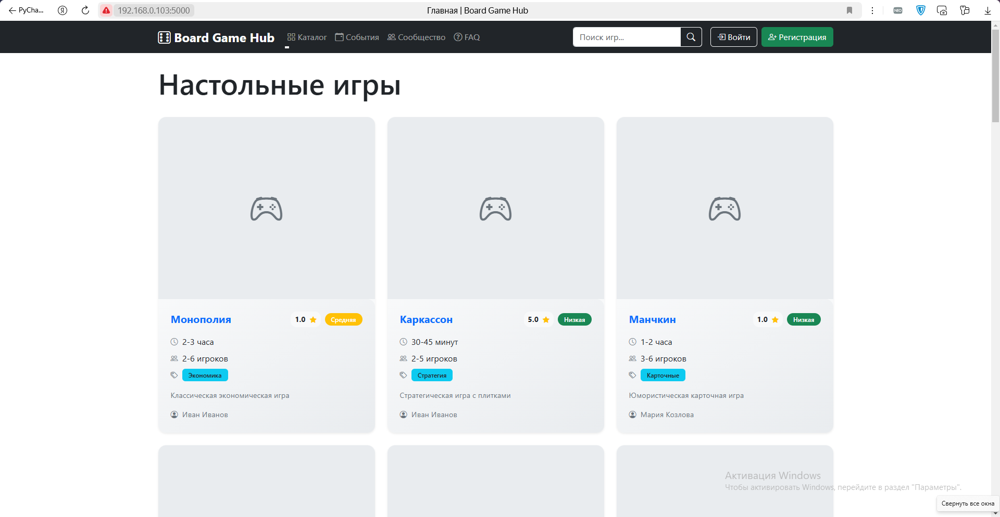 PyCha...
192.168.0.103:5000
Главная | Board Game Hub
NEO
Board Game Hub
Каталог
События
Сообщество
FAQ
Поиск игр...
Войти
Регистрация
Настольные игры
Монополия
1.0
Средняя
2-3 часа
2-6 игроков
Экономика
Классическая экономическая игра
Иван Иванов
Каркассон
5.0
Низкая
30-45 минут
2-5 игроков
Стратегия
Стратегическая игра с плитками
Иван Иванов
Манчкин
1.0
Низкая
1-2 часа
3-6 игроков
Карточные
Юмористическая карточная игра
Мария Козлова
Активация Windows
Чтобы активировать Windows, перейдите в раздел "Параметры".
Свернуть все окна